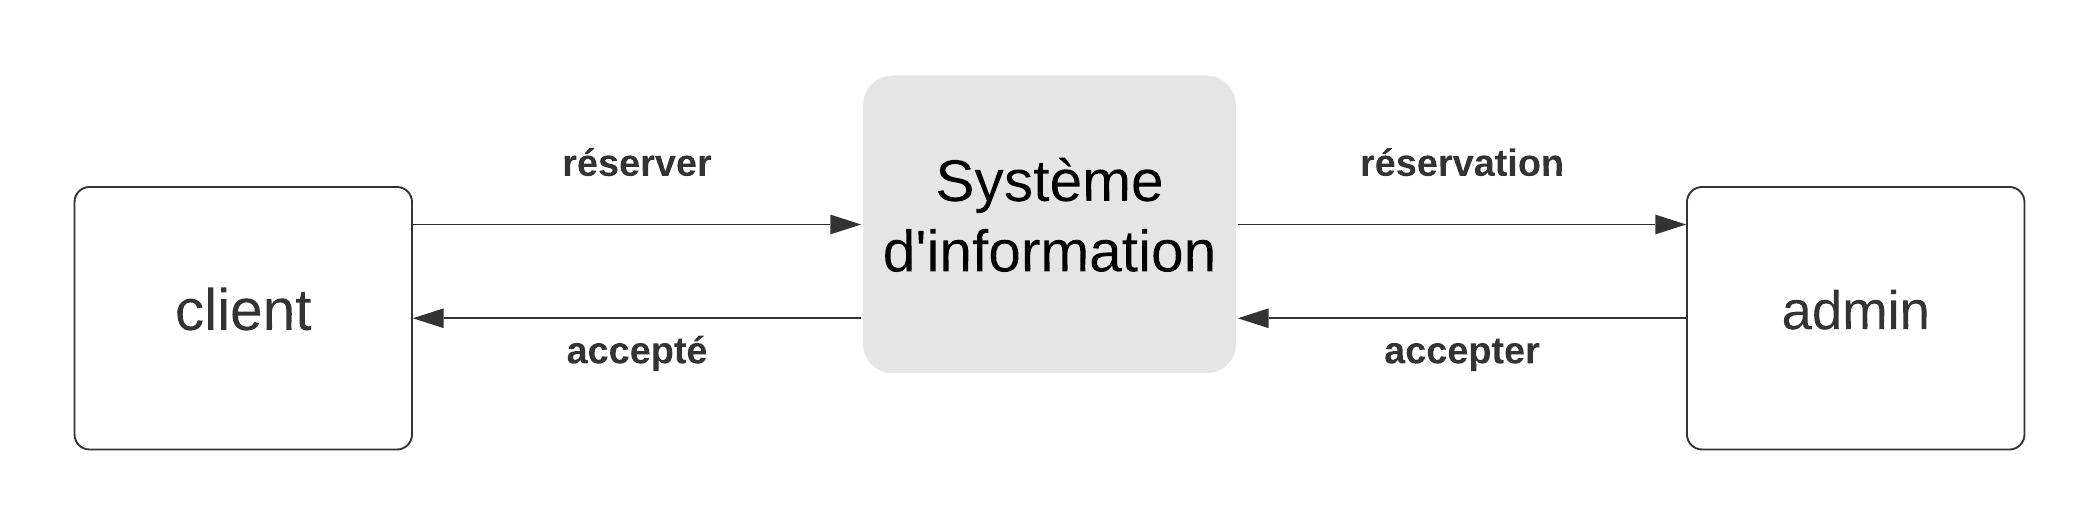 réserver
réservation
Système
d'information
client
admin
accepté
accepter